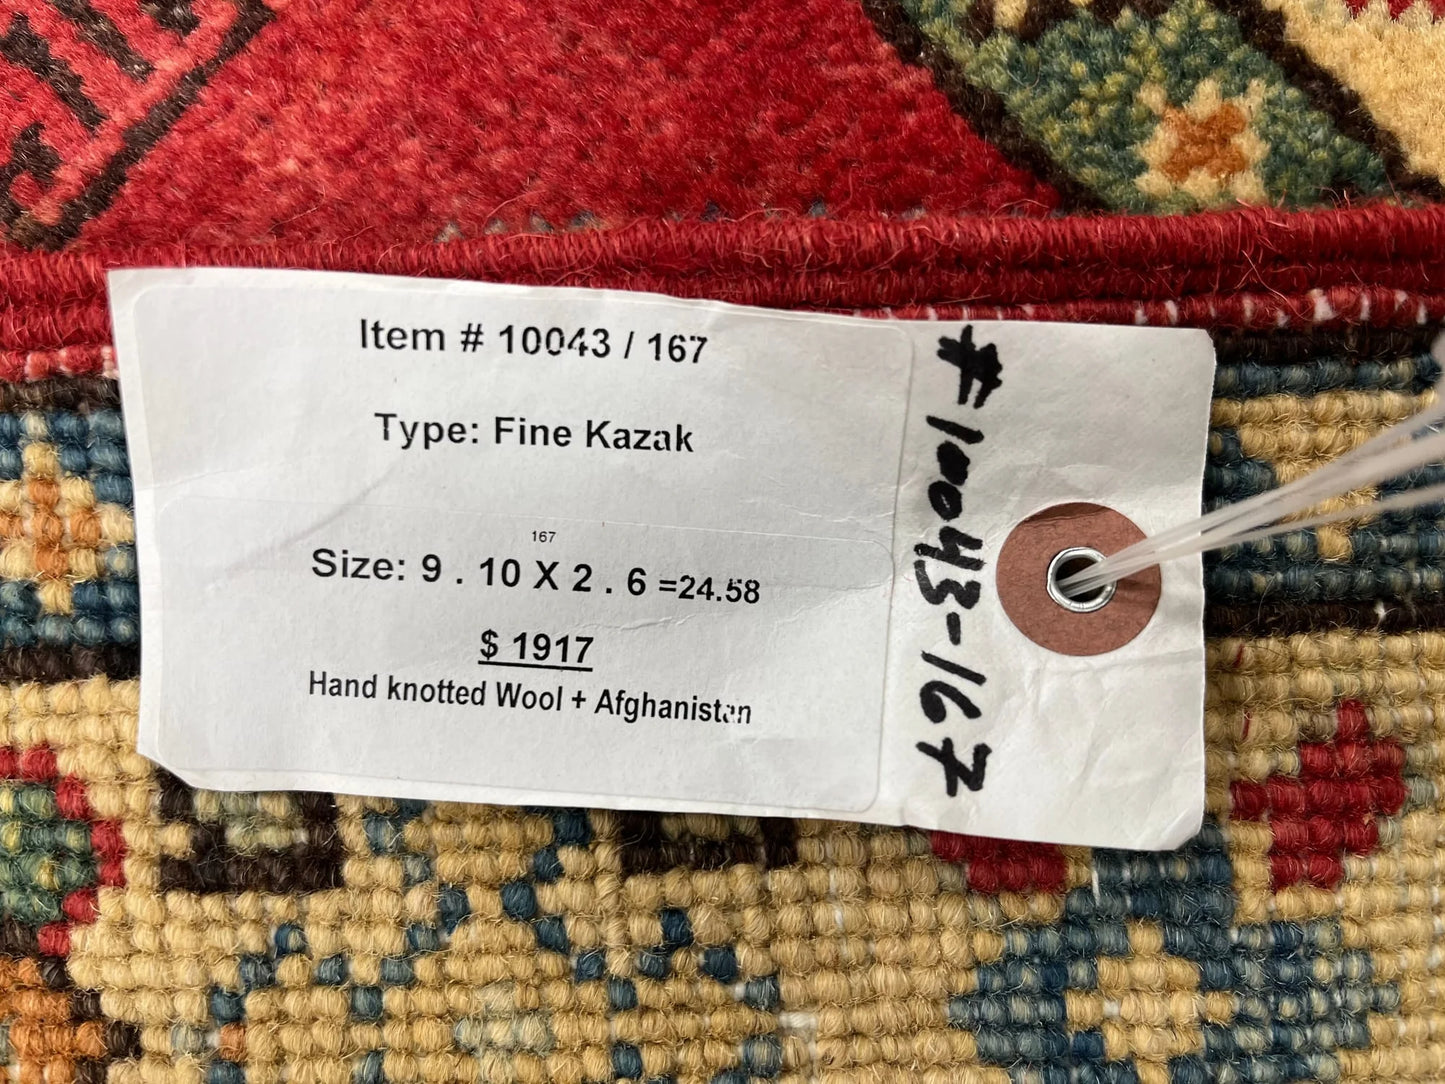 Item # 10043 / 167
Type: Fine Kazak
167
Size: 9 . 10 X 2 . 6 =24.58
$ 1917
Hand knotted Wool + Afghanistan
#10043-167